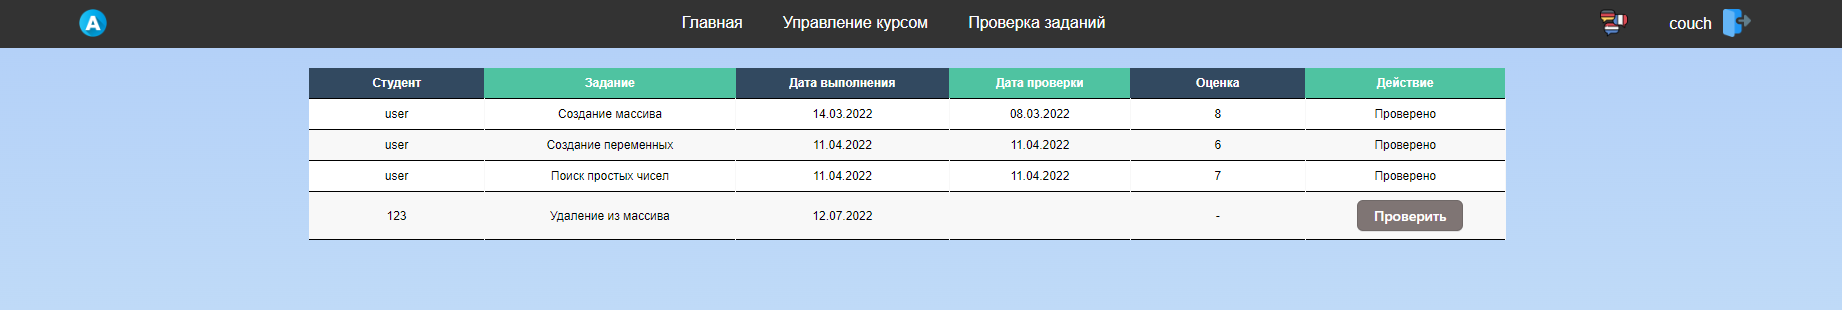 A Главная Управление курсом Проверка заданий couch
Студент Задание Дата выполнения Дата проверки Оценка Действие
user Создание массива 14.03.2022 08.03.2022 8 Проверено
user Создание переменных 11.04.2022 11.04.2022 6 Проверено
user Поиск простых чисел 11.04.2022 11.04.2022 7 Проверено
123 Удаление из массива 12.07.2022 - Проверить